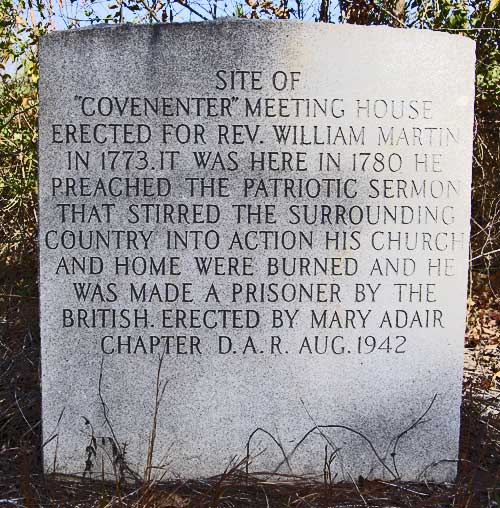 SITE OF
"COVENENTER" MEETING HOUSE
ERECTED FOR REV. WILLIAM MARTIN
IN 1773. IT WAS HERE IN 1780 HE
PREACHED THE PATRIOTIC SERMON
THAT STIRRED THE SURROUNDING
COUNTRY INTO ACTION HIS CHURCH
AND HOME WERE BURNED AND HE
WAS MADE A PRISONER BY THE
BRITISH. ERECTED BY MARY ADAIR
CHAPTER D.A.R. AUG. 1942